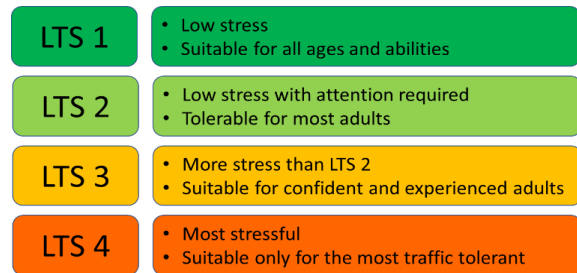 LTS 1
• Low stress
• Suitable for all ages and abilities
LTS 2
• Low stress with attention required
• Tolerable for most adults
LTS 3
• More stress than LTS 2
• Suitable for confident and experienced adults
LTS 4
• Most stressful
• Suitable only for the most traffic tolerant